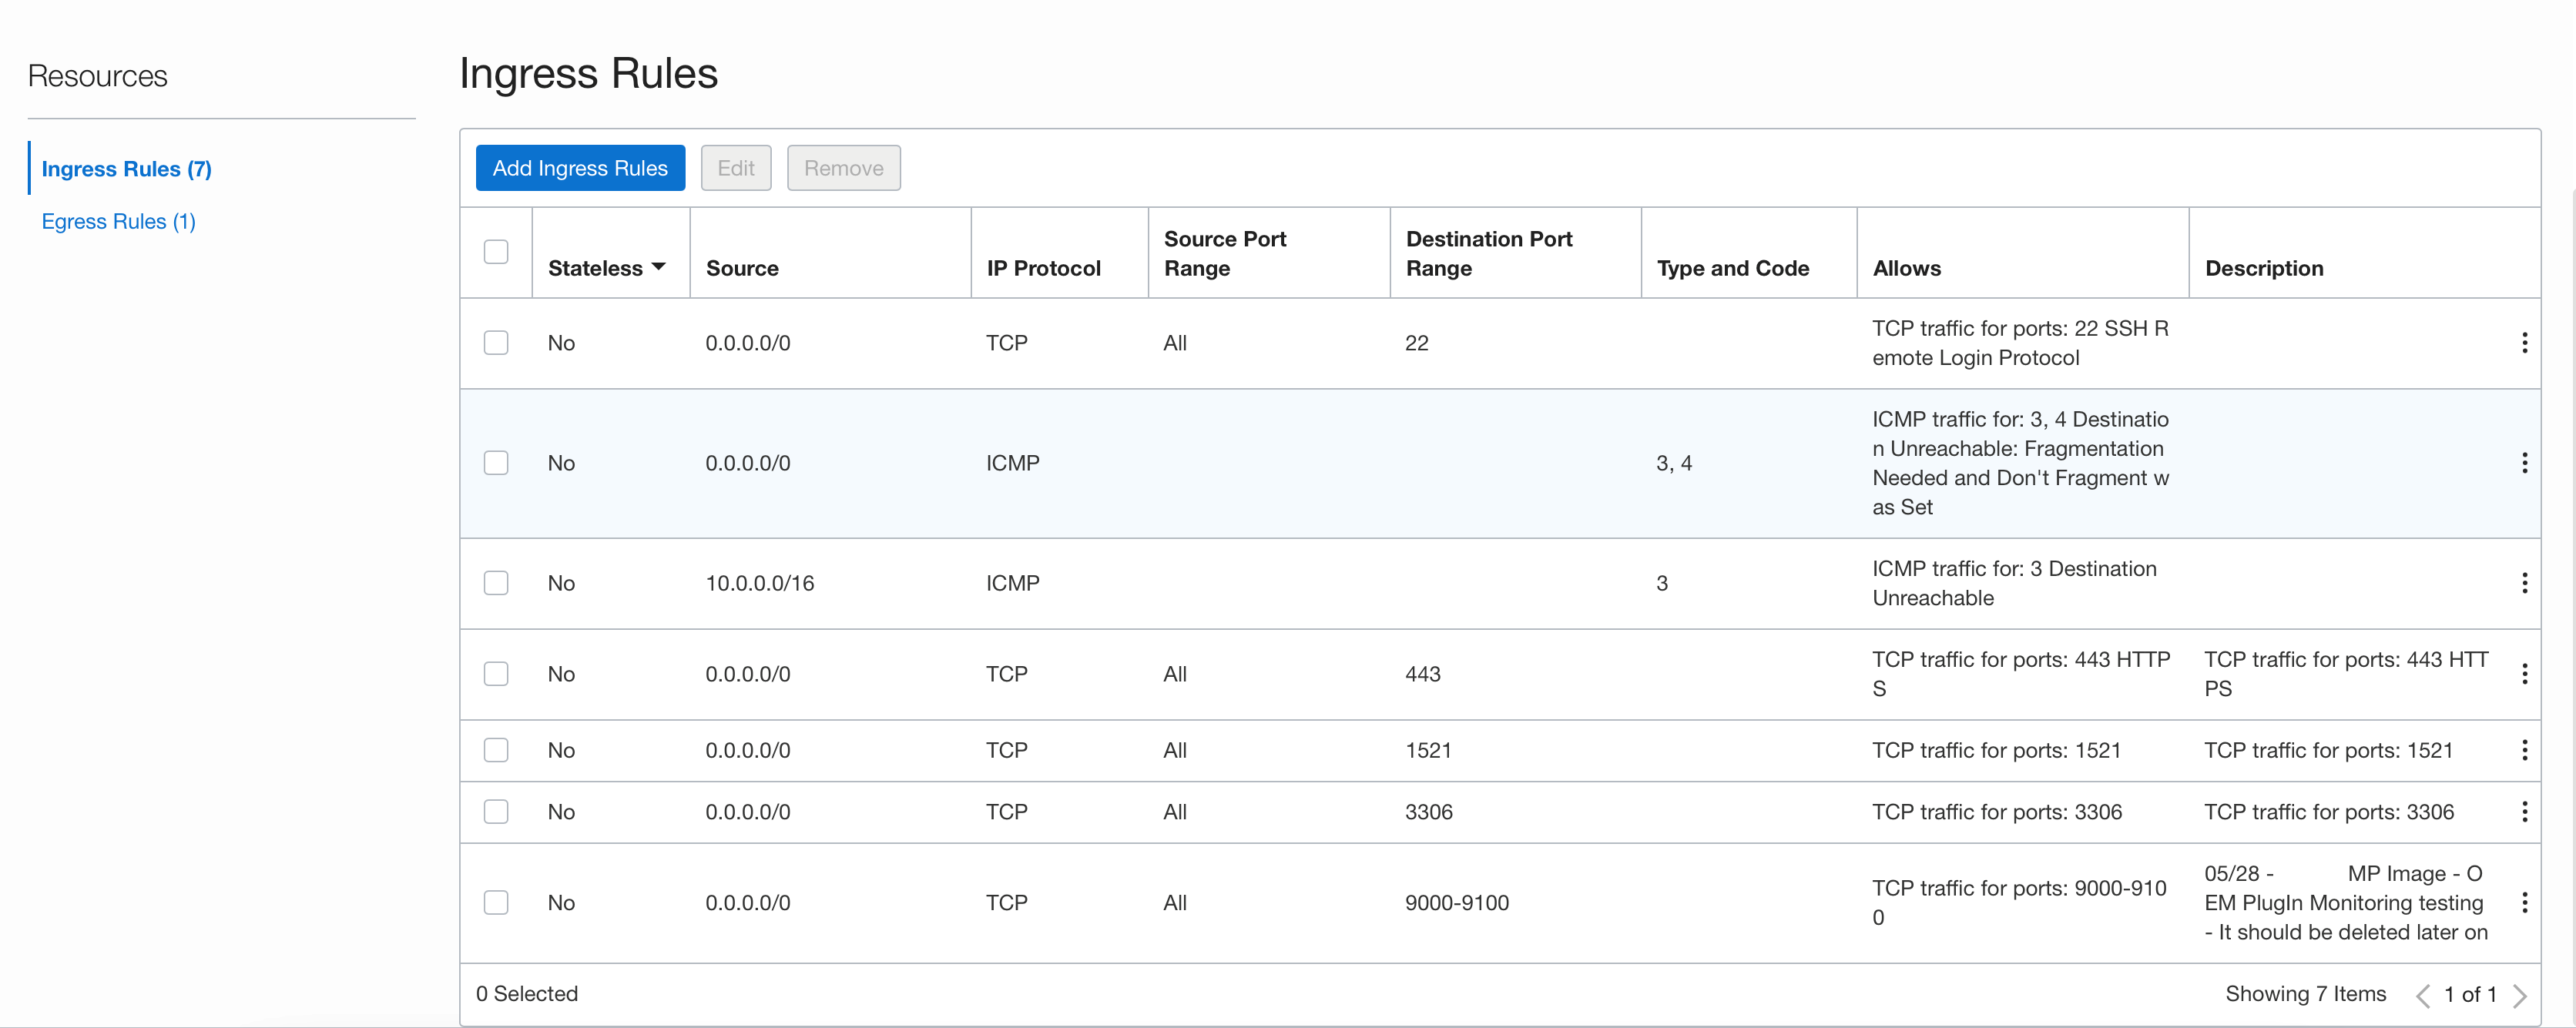 Resources
Ingress Rules (7)
Egress Rules (1)
Ingress Rules
Add Ingress Rules Edit Remove
Stateless Source IP Protocol Source Port Range Destination Port Range Type and Code Allows Description
No 0.0.0.0/0 TCP All 22 TCP traffic for ports: 22 SSH R
emote Login Protocol
No 0.0.0.0/0 ICMP 3, 4 ICMP traffic for: 3, 4 Destinatio
n Unreachable: Fragmentation
Needed and Don't Fragment w
as Set
No 10.0.0.0/16 ICMP 3 ICMP traffic for: 3 Destination
Unreachable
No 0.0.0.0/0 TCP All 443 TCP traffic for ports: 443 HTTP
S
TCP traffic for ports: 443 HTT
PS
No 0.0.0.0/0 TCP All 1521 TCP traffic for ports: 1521 TCP traffic for ports: 1521
No 0.0.0.0/0 TCP All 3306 TCP traffic for ports: 3306 TCP traffic for ports: 3306
No 0.0.0.0/0 TCP All 9000-9100 TCP traffic for ports: 9000-910
0
05/28 - MP Image - O
EM PlugIn Monitoring testing
- It should be deleted later on
0 Selected
Showing 7 Items 1 of 1